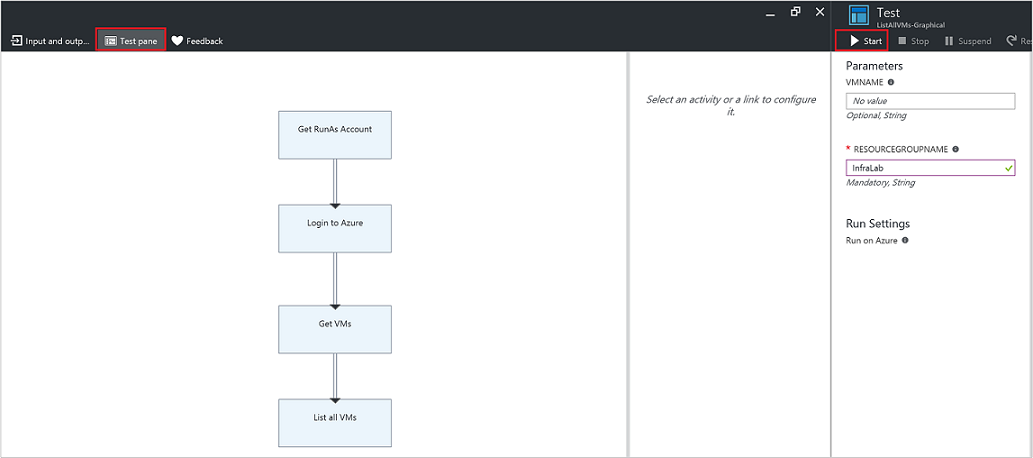 Input and outp...
Test pane
Feedback
Get RunAs Account
Login to Azure
Get VMs
List all VMs
Select an activity or a link to configure
it.
Test
ListAllVMs-Graphical
Start
Stop
Suspend
Res
Parameters
VMNAME
No value
Optional, String
* RESOURCEGROUPNAME
InfraLab
Mandatory, String
Run Settings
Run on Azure